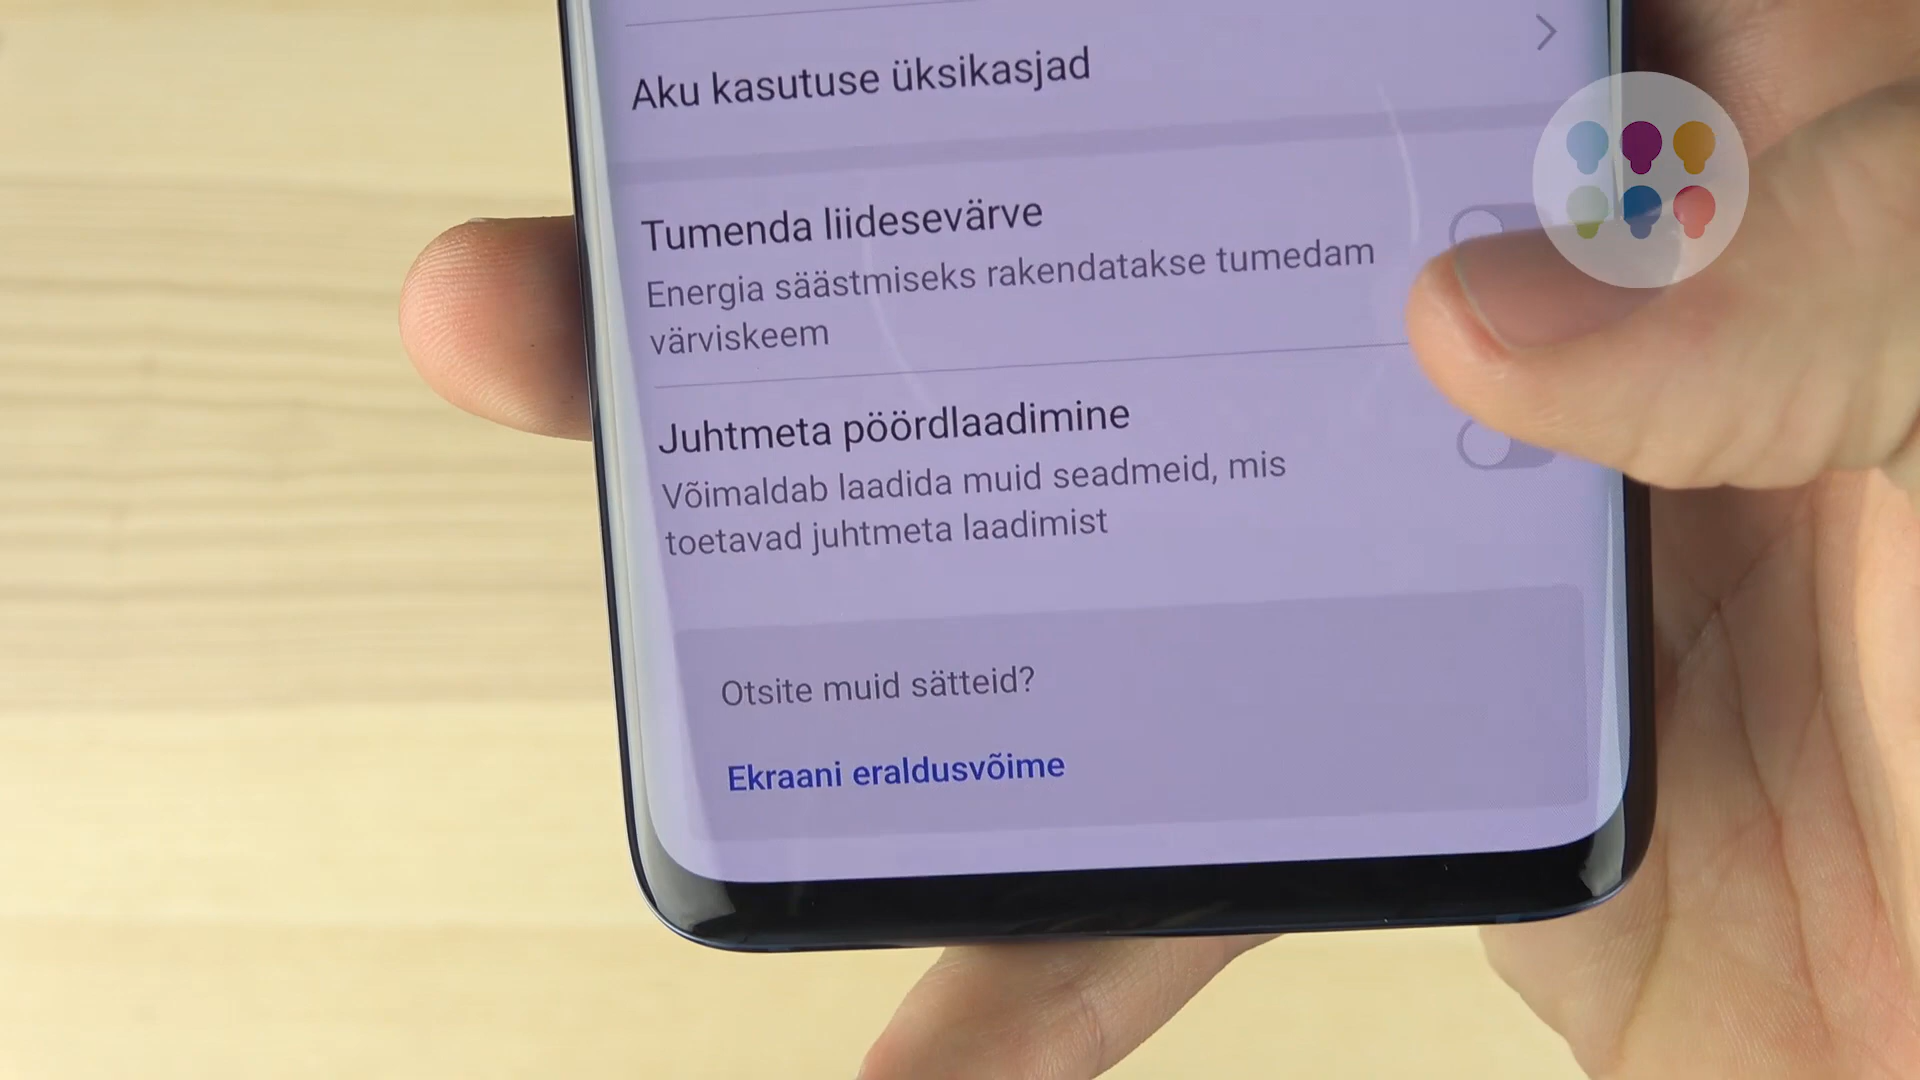 Aku kasutuse üksikasjad
Tumenda liidesevärve
Energia säästmiseks rakendatakse tumedam
värviskeem
Juhtmeta pöördlaadimine
Võimaldab laadida muid seadmeid, mis
toetavad juhtmeta laadimist
Otsite muid sätteid?
Ekraani eraldusvõime